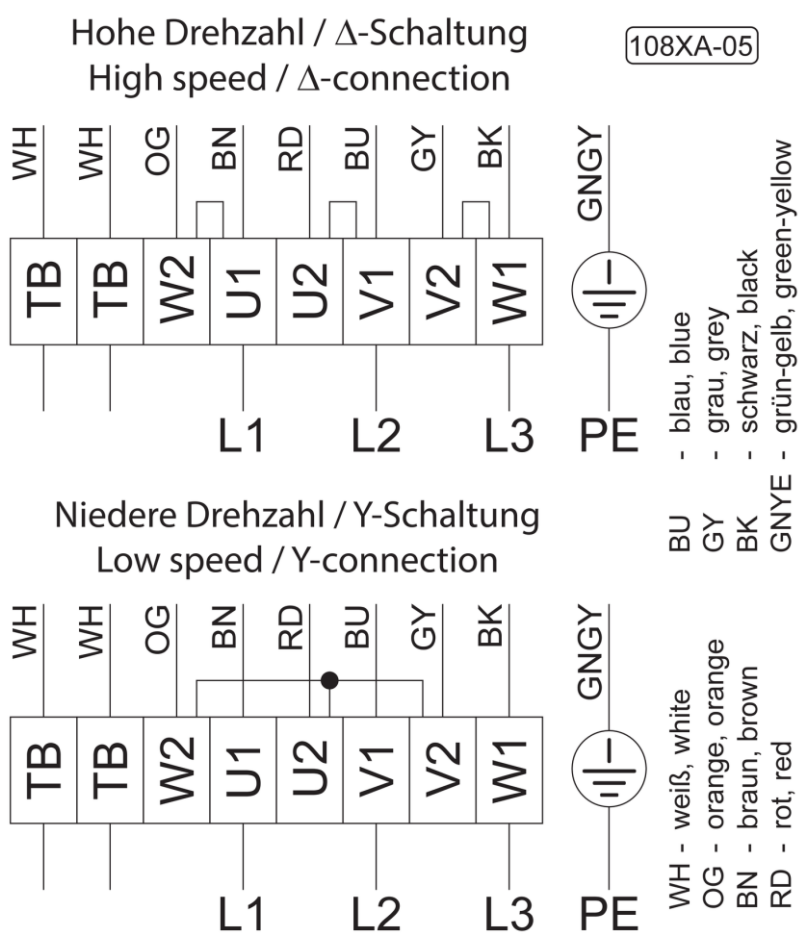 Hohe Drehzahl / Δ-Schaltung
High speed / Δ-connection
108XA-05
WH WH OG BN RD BU GY BK GNGY
TB TB W2 U1 U2 V1 V2 W1
L1 L2 L3 PE
BU - blau, blue
GY - grau, grey
BK - schwarz, black
GNYE - grün-gelb, green-yellow
Niedere Drehzahl / Y-Schaltung
Low speed / Y-connection
WH WH OG BN RD BU GY BK GNGY
TB TB W2 U1 U2 V1 V2 W1
L1 L2 L3 PE
WH - weiß, white
OG - orange, orange
BN - braun, brown
RD - rot, red